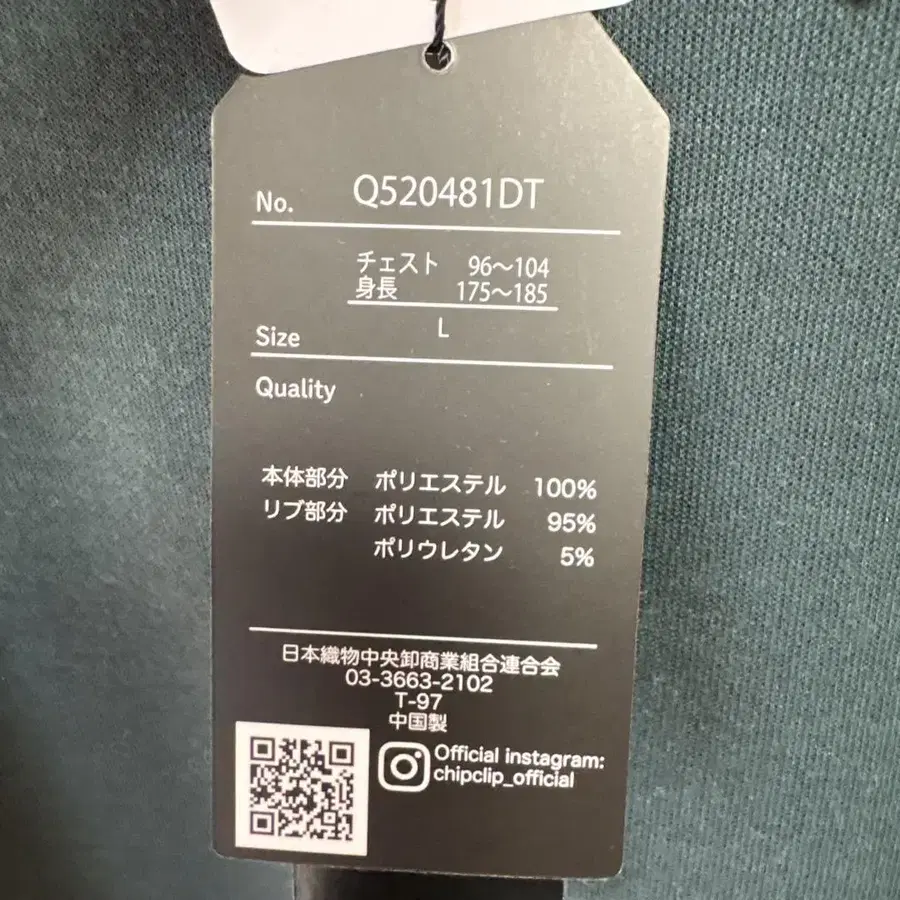 No. Q520481DT
チェスト 96～104
身長 175～185
Size L
Quality
本体部分 ポリエステル 100%
リブ部分 ポリエステル 95%
ポリウレタン 5%
日本織物中央卸商業組合連合会
03-3663-2102
T-97
中国製
Official instagram:
chipclip_official